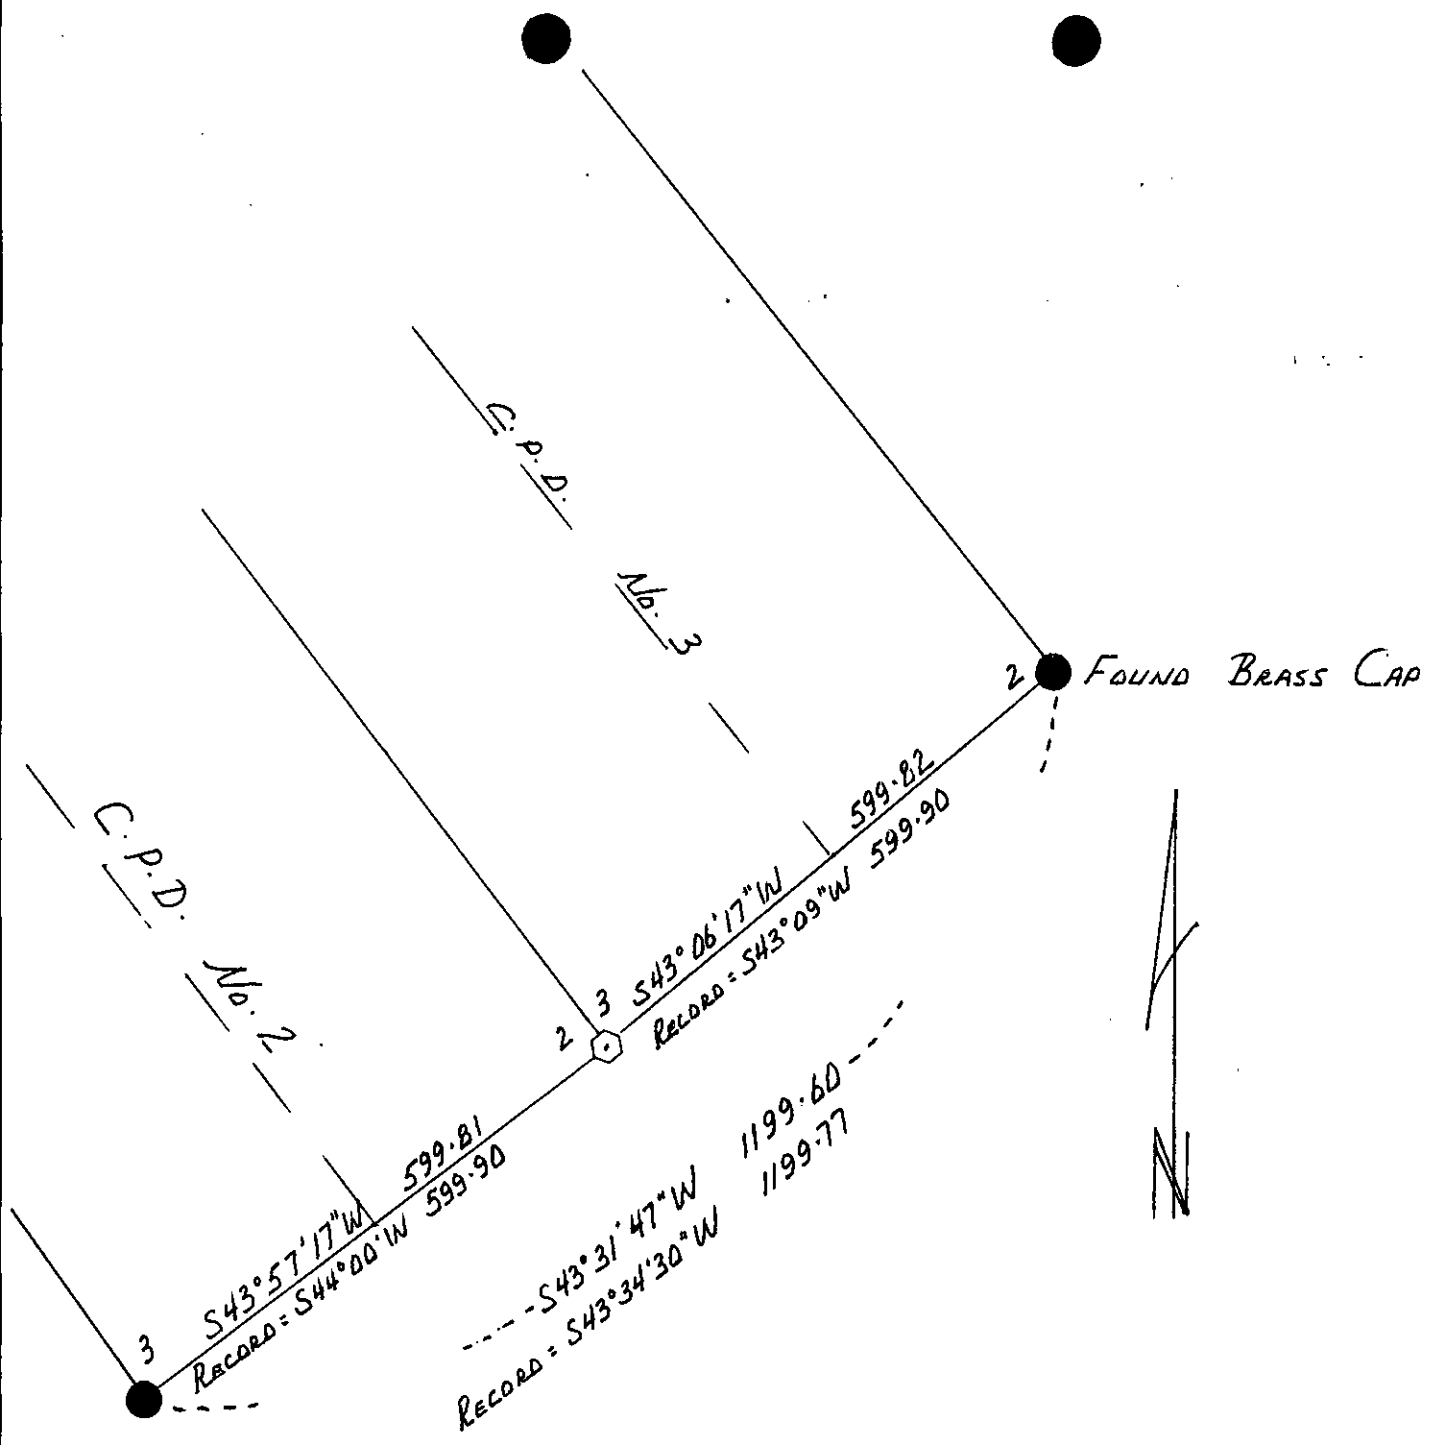 C. P. D.
No. 3
2
FOUND BRASS CAP
599.82
S43°06'17"W
RECORD = S43°09"W 599.90
C. P. D.
No. 2
3
2
599.81
S43°57'17"W
RECORD = S44°00'W 599.90
3
S43°31'47"W 1199.60
RECORD = S43°34'30"W 1199.77
N